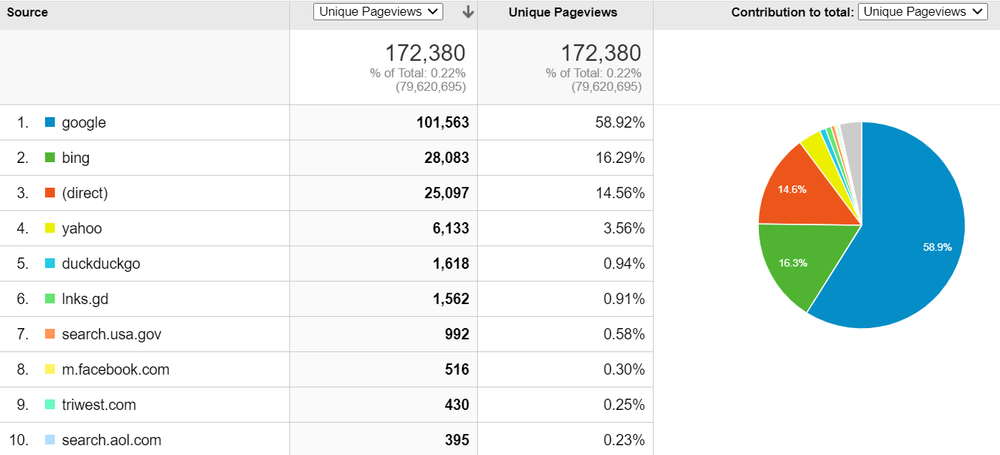 Source Unique Pageviews Unique Pageviews Contribution to total: Unique Pageviews
172,380 172,380
% of Total: 0.22% % of Total: 0.22%
(79,620,695) (79,620,695)
1. google 101,563 58.92%
2. bing 28,083 16.29%
3. (direct) 25,097 14.56%
4. yahoo 6,133 3.56%
5. duckduckgo 1,618 0.94%
6. lnks.gd 1,562 0.91%
7. search.usa.gov 992 0.58%
8. m.facebook.com 516 0.30%
9. triwest.com 430 0.25%
10. search.aol.com 395 0.23%
14.6%
58.9%
16.3%